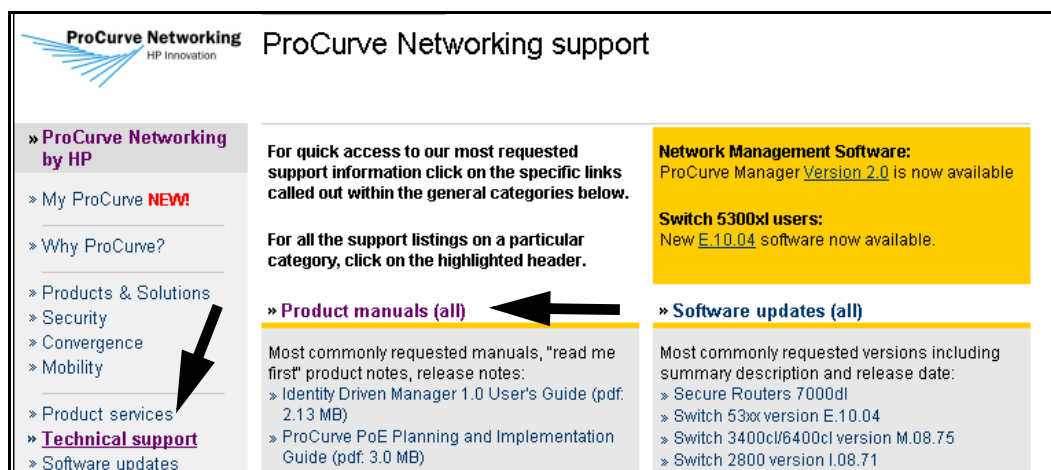 ProCurve Networking
HP Innovation
ProCurve Networking support
» ProCurve Networking
by HP
» My ProCurve NEW!
» Why ProCurve?
» Products & Solutions
» Security
» Convergence
» Mobility
» Product services
» Technical support
» Software updates
For quick access to our most requested
support information click on the specific links
called out within the general categories below.
For all the support listings on a particular
category, click on the highlighted header.
Network Management Software:
ProCurve Manager Version 2.0 is now available
Switch 5300xl users:
New E.10.04 software now available.
» Product manuals (all)
Most commonly requested manuals, "read me
first" product notes, release notes:
» Identity Driven Manager 1.0 User's Guide (pdf:
2.13 MB)
» ProCurve PoE Planning and Implementation
Guide (pdf: 3.0 MB)
» Software updates (all)
Most commonly requested versions including
summary description and release date:
» Secure Routers 7000dl
» Switch 53xx version E.10.04
» Switch 3400cl/6400cl version M.08.75
» Switch 2800 version I.08.71